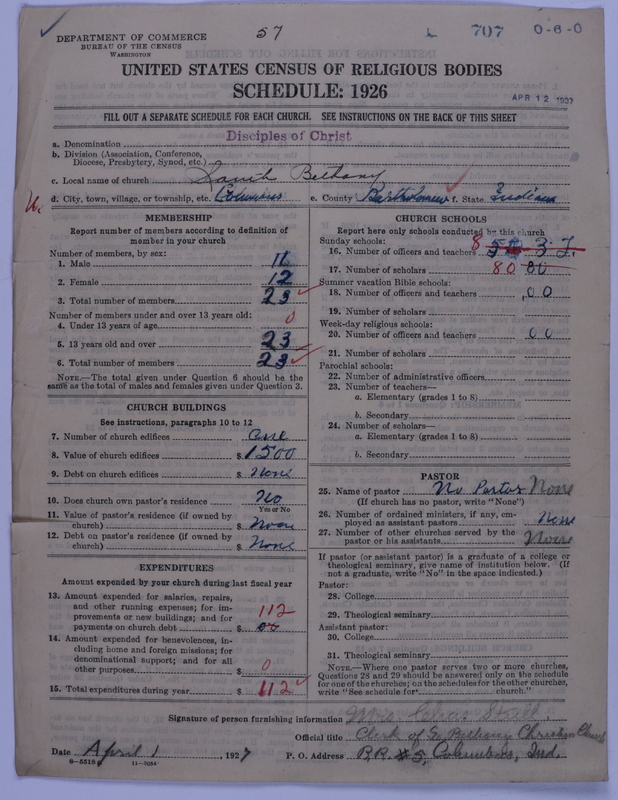 57
707
0-6-0
DEPARTMENT OF COMMERCE
BUREAU OF THE CENSUS
WASHINGTON
UNITED STATES CENSUS OF RELIGIOUS BODIES
SCHEDULE: 1926
APR 12 1927
FILL OUT A SEPARATE SCHEDULE FOR EACH CHURCH. SEE INSTRUCTIONS ON THE BACK OF THIS SHEET
a. Denomination Disciples of Christ
b. Division (Association, Conference, Diocese, Presbytery, Synod, etc.)
c. Local name of church Bethany
d. City, town, village, or township, etc. Columbus e. County Bartholomew f. State Indiana
MEMBERSHIP
Report number of members according to definition of member in your church
Number of members, by sex:
1. Male 11
2. Female 12
3. Total number of members 23
Number of members under and over 13 years old:
4. Under 13 years of age 0
5. 13 years old and over 23
6. Total number of members 23
NOTE.—The total given under Question 6 should be the same as the total of males and females given under Question 3.
CHURCH BUILDINGS
See instructions, paragraphs 10 to 12
7. Number of church edifices One
8. Value of church edifices $ 1500
9. Debt on church edifices $ None
10. Does church own pastor's residence No
Yes or No
11. Value of pastor's residence (if owned by church) $ None
12. Debt on pastor's residence (if owned by church) $ None
EXPENDITURES
Amount expended by your church during last fiscal year
13. Amount expended for salaries, repairs, and other running expenses; for improvements or new buildings; and for payments on church debt $ 112
14. Amount expended for benevolences, including home and foreign missions; for denominational support; and for all other purposes $ 0
15. Total expenditures during year $ 112
CHURCH SCHOOLS
Report here only schools conducted by this church
Sunday schools:
16. Number of officers and teachers 8
17. Number of scholars 80 80
Summer vacation Bible schools:
18. Number of officers and teachers 00
19. Number of scholars
Week-day religious schools:
20. Number of officers and teachers 00
21. Number of scholars
Parochial schools:
22. Number of administrative officers
23. Number of teachers—
a. Elementary (grades 1 to 8)
b. Secondary
24. Number of scholars—
a. Elementary (grades 1 to 8)
b. Secondary
PASTOR
25. Name of pastor No Pastor None
(If church has no pastor, write "None")
26. Number of ordained ministers, if any, employed as assistant pastors None
27. Number of other churches served by the pastor or his assistants None
If pastor (or assistant pastor) is a graduate of a college or theological seminary, give name of institution below. (If not a graduate, write "No" in the space indicated.)
Pastor:
28. College
29. Theological seminary
Assistant pastor:
30. College
31. Theological seminary
NOTE.—Where one pastor serves two or more churches, Questions 28 and 29 should be answered only on the schedule for one of the churches; on the schedules for the other churches, write "See schedule for church."
Signature of person furnishing information
Official title Clerk of Bethany Christian Church
Date April 1, 1927
P. O. Address R.R. #5, Columbus, Ind.
8-5518 11-9054